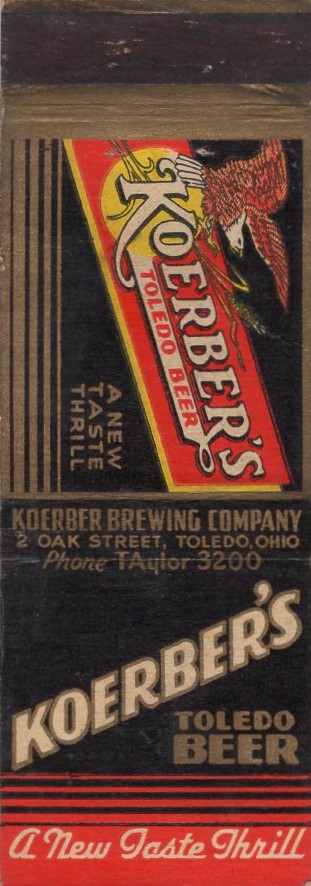 KOERBER'S
TOLEDO BEER
A NEW
TASTE
THRILL
KOERBER BREWING COMPANY
2 OAK STREET, TOLEDO, OHIO
Phone TAylor 3200
KOERBER'S
TOLEDO
BEER
A New Taste Thrill